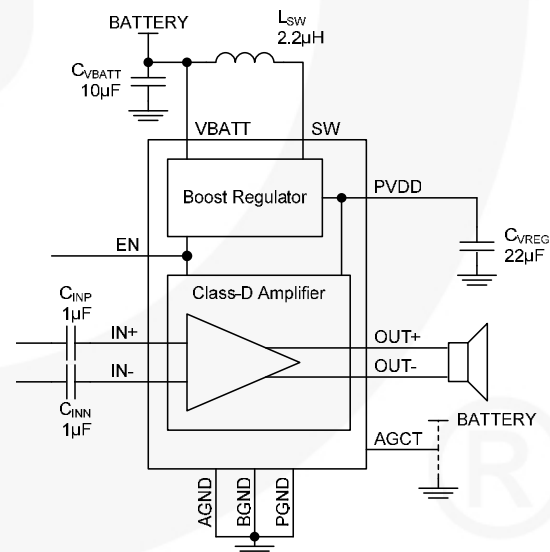 BATTERY
LSW
2.2µH
CVBATT
10µF
VBATT
SW
Boost Regulator
PVDD
CVREG
22µF
EN
Class-D Amplifier
CINP
1µF
IN+
IN-
CINN
1µF
OUT+
OUT-
BATTERY
AGCT
AGND
BGND
PGND
®